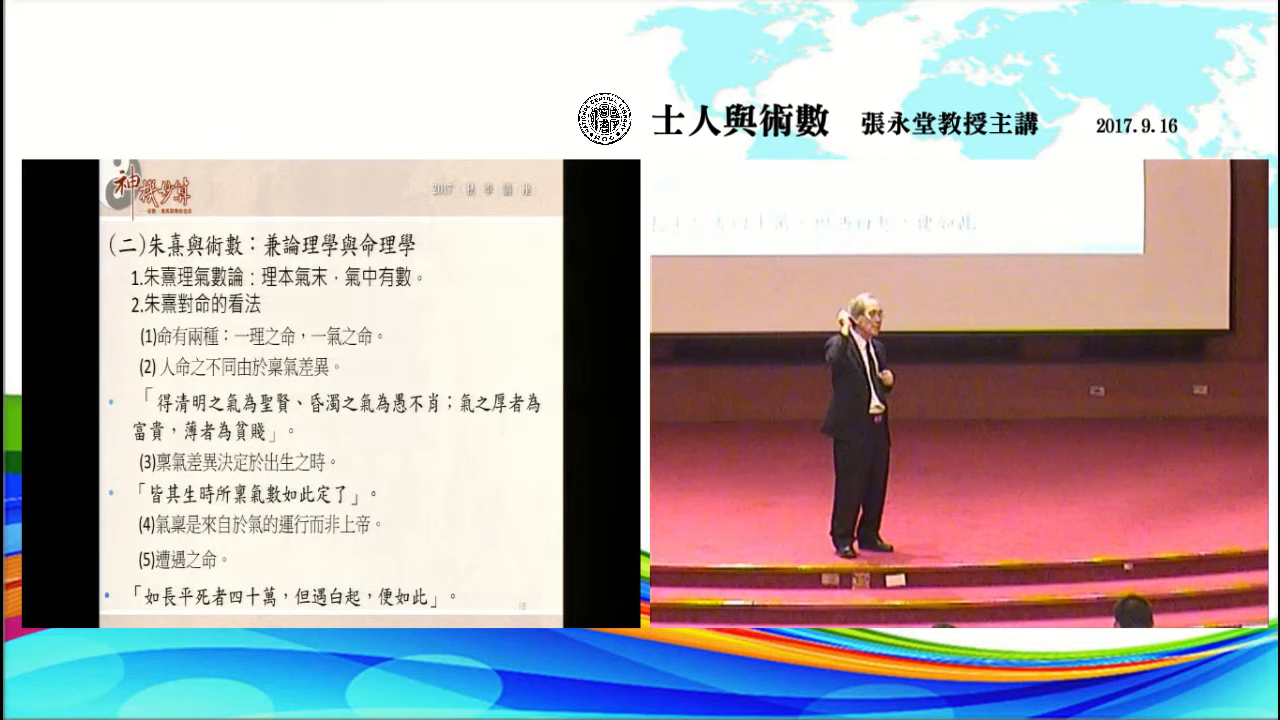 士人與術數 張永堂教授主講 2017.9.16
神機妙算
2017 秋季講座
(二)朱熹與術數：兼論理學與命理學
1.朱熹理氣數論：理本氣末，氣中有數。
2.朱熹對命的看法
(1)命有兩種：一理之命，一氣之命。
(2) 人命之不同由於稟氣差異。
• 「得清明之氣為聖賢、昏濁之氣為愚不肖；氣之厚者為
富貴，薄者為貧賤」。
(3)稟氣差異決定於出生之時。
• 「皆其生時所稟氣數如此定了」。
(4)氣稟是來自於氣的運行而非上帝。
(5)遭遇之命。
• 「如長平死者四十萬，但遇白起，便如此」。
10